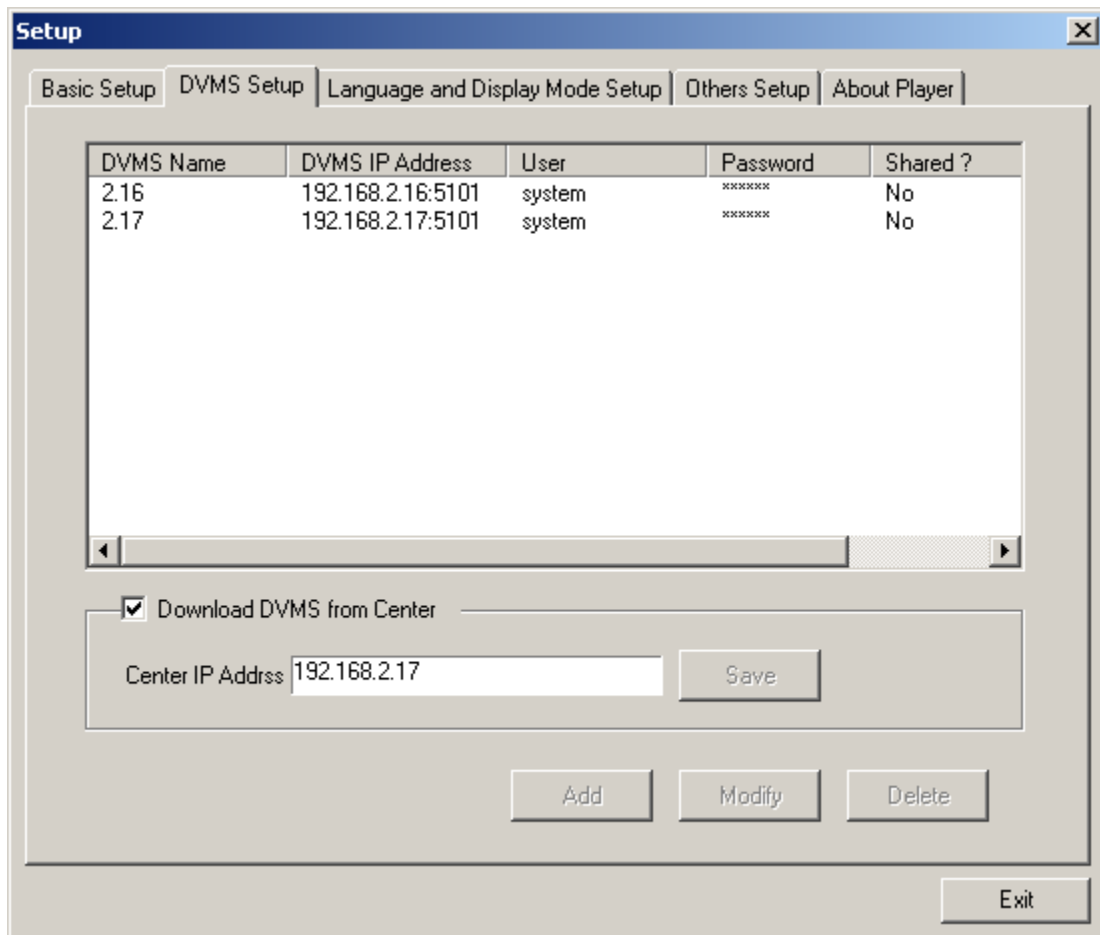 Setup
Basic Setup DVMS Setup Language and Display Mode Setup Others Setup About Player
DVMS Name DVMS IP Address User Password Shared ?
2.16 192.168.2.16:5101 system ****** No
2.17 192.168.2.17:5101 system ****** No
Download DVMS from Center
Center IP Addrss 192.168.2.17 Save
Add Modify Delete
Exit